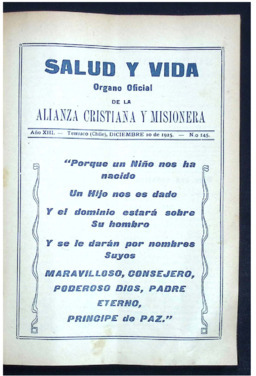 SALUD Y VIDA
Organo Oficial
DE LA
ALIANZA CRISTIANA Y MISIONERA
Año XIII. — Temuco (Chile), DICIEMBRE 10 de 1925. — N.o 145.
"Porque un Niño nos ha
nacido
Un Hijo nos es dado
Y el dominio estará sobre
Su hombro
Y se le darán por nombres
Suyos
MARAVILLOSO, CONSEJERO,
PODEROSO DIOS, PADRE
ETERNO,
PRINCIPE de PAZ."